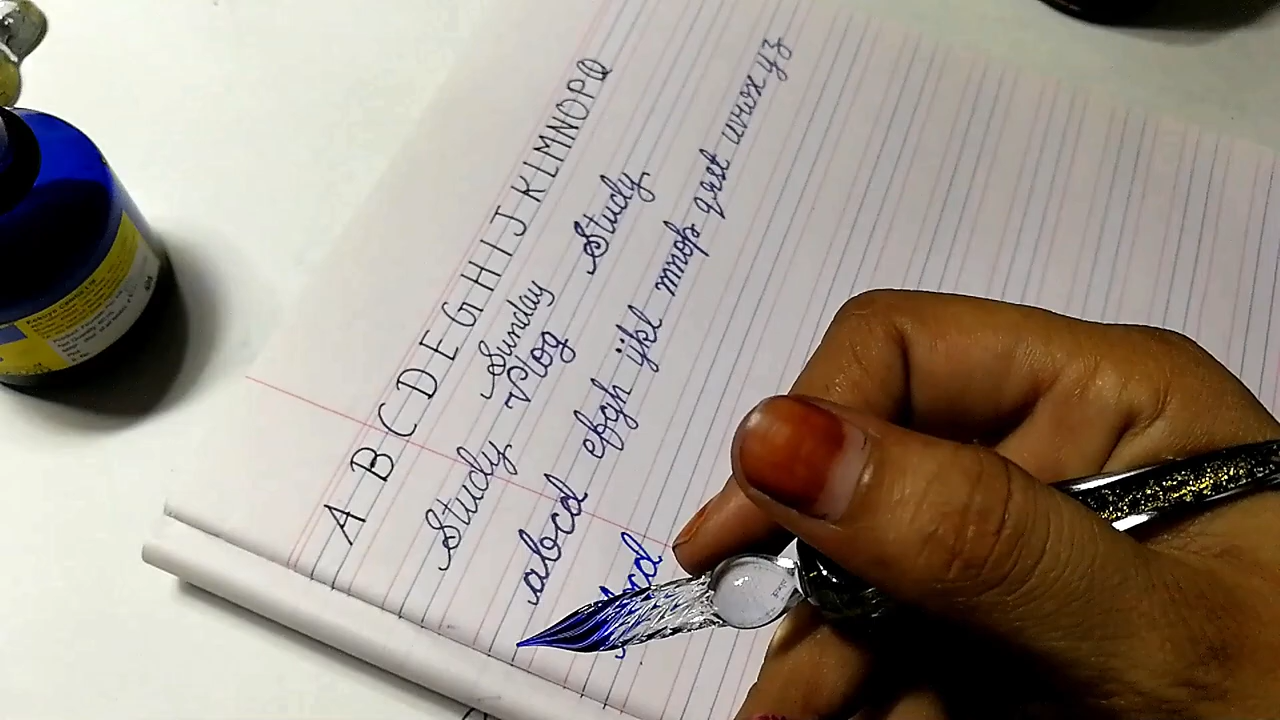 A B C D E G H I J K L M N O P Q
Sunday
Study Vlog Study
abcd efgh ijkl mnop qrst uvwx yz